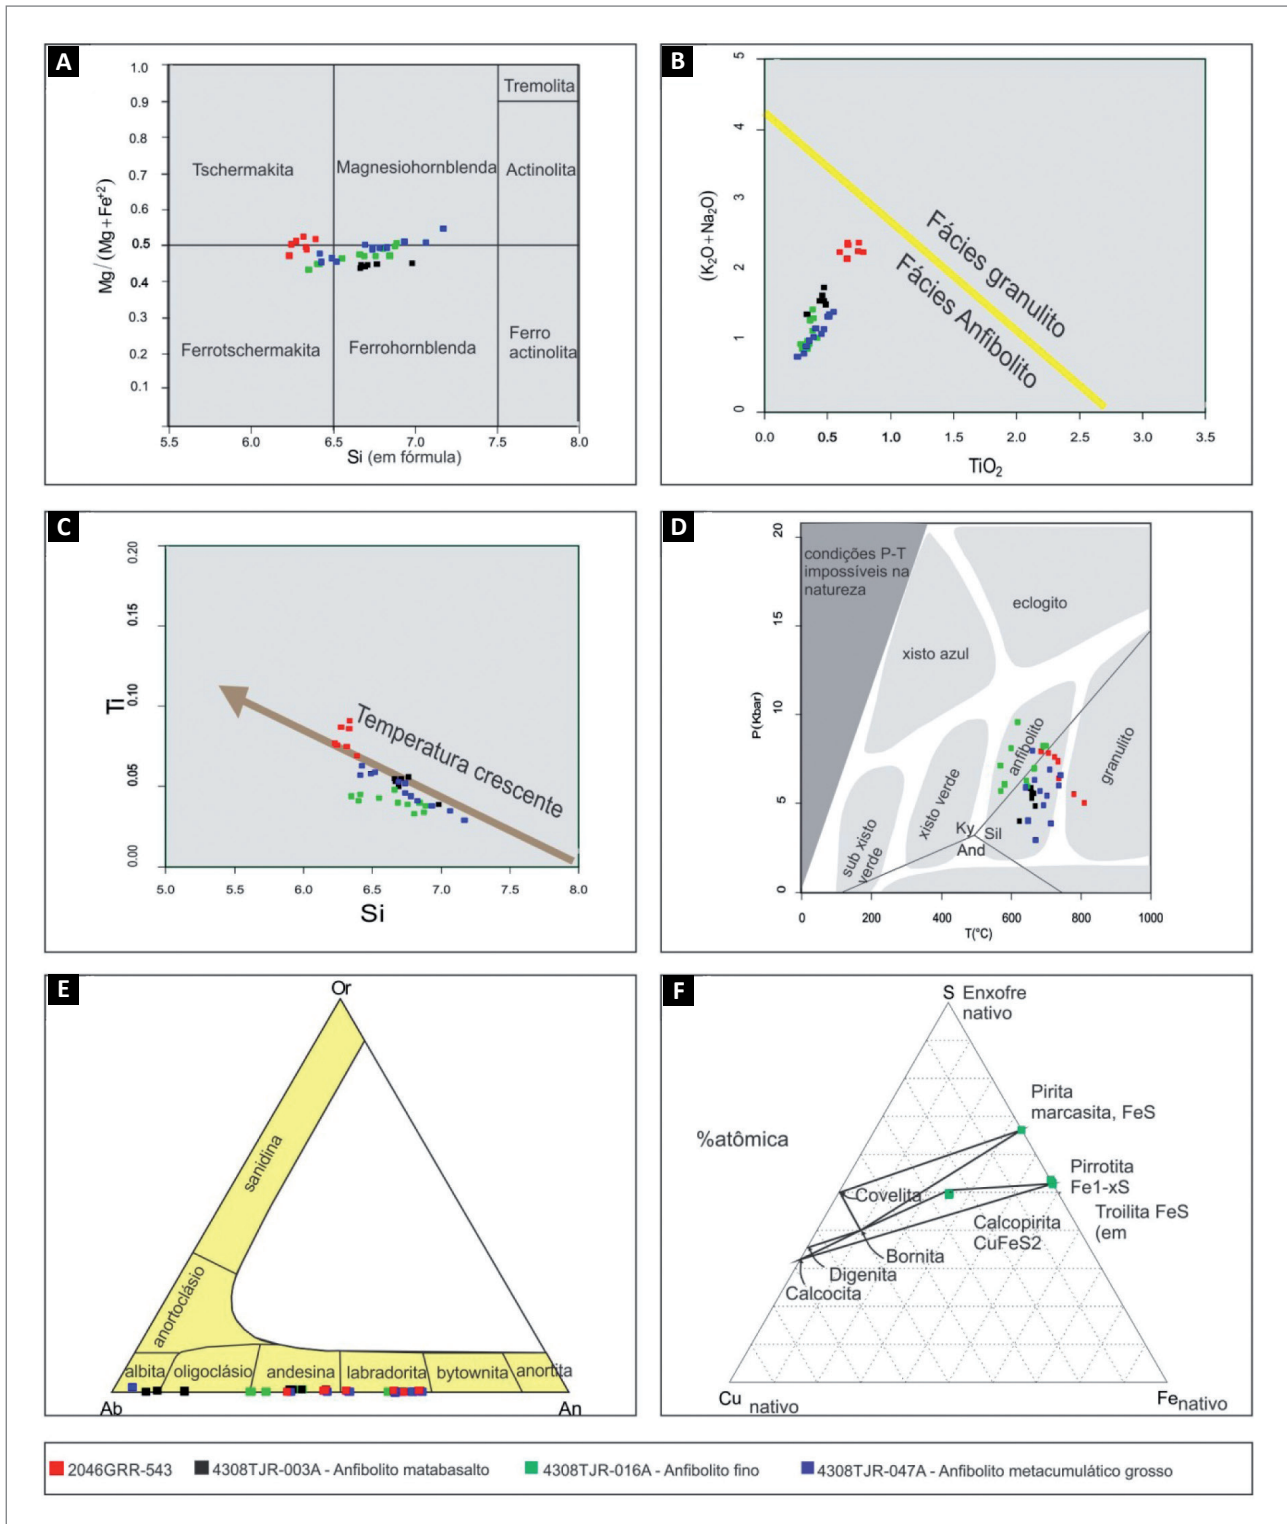 A
1.0
0.9
0.7
0.6
0.5
0.4
0.3
0.2
0.1
Mg/(Mg+Fe+2)
Tremolita
Tschermakita
Magnesiohornblenda
Actinolita
Ferrotschermakita
Ferrohornblenda
Ferro
actinolita
5.5 6.0 6.5 7.0 7.5 8.0
Si (em fórmula)
B
5
4
3
2
1
0
(K2O+Na2O)
Fácies granulito
Fácies Anfibolito
0.0 0.5 1.0 1.5 2.0 2.5 3.0 3.5
TiO2
C
0.20
0.15
0.10
0.05
0.00
Ti
Temperatura crescente
5.0 5.5 6.0 6.5 7.0 7.5 8.0
Si
D
20
15
10
5
0
P(Kbar)
condições P-T
impossíveis na
natureza
eclogito
xisto azul
anfibolito
granulito
xisto verde
sub xisto
verde
Ky
Sil
And
0 200 400 600 800 1000
T(°C)
E
Or
sanidina
anortoclásio
albita oligoclásio andesina labradorita bytownita anortita
Ab
An
F
S Enxofre
nativo
Pirita
marcasita, FeS
%atômica
Pirrotita
Fe1-xS
Covelita
Troilita FeS
(em
Calcopirita
CuFeS2
Bornita
Digenita
Calcocita
Cu nativo
Fe nativo
2046GRR-543
4308TJR-003A - Anfibolito matabasalto
4308TJR-016A - Anfibolito fino
4308TJR-047A - Anfibolito metacumulático grosso